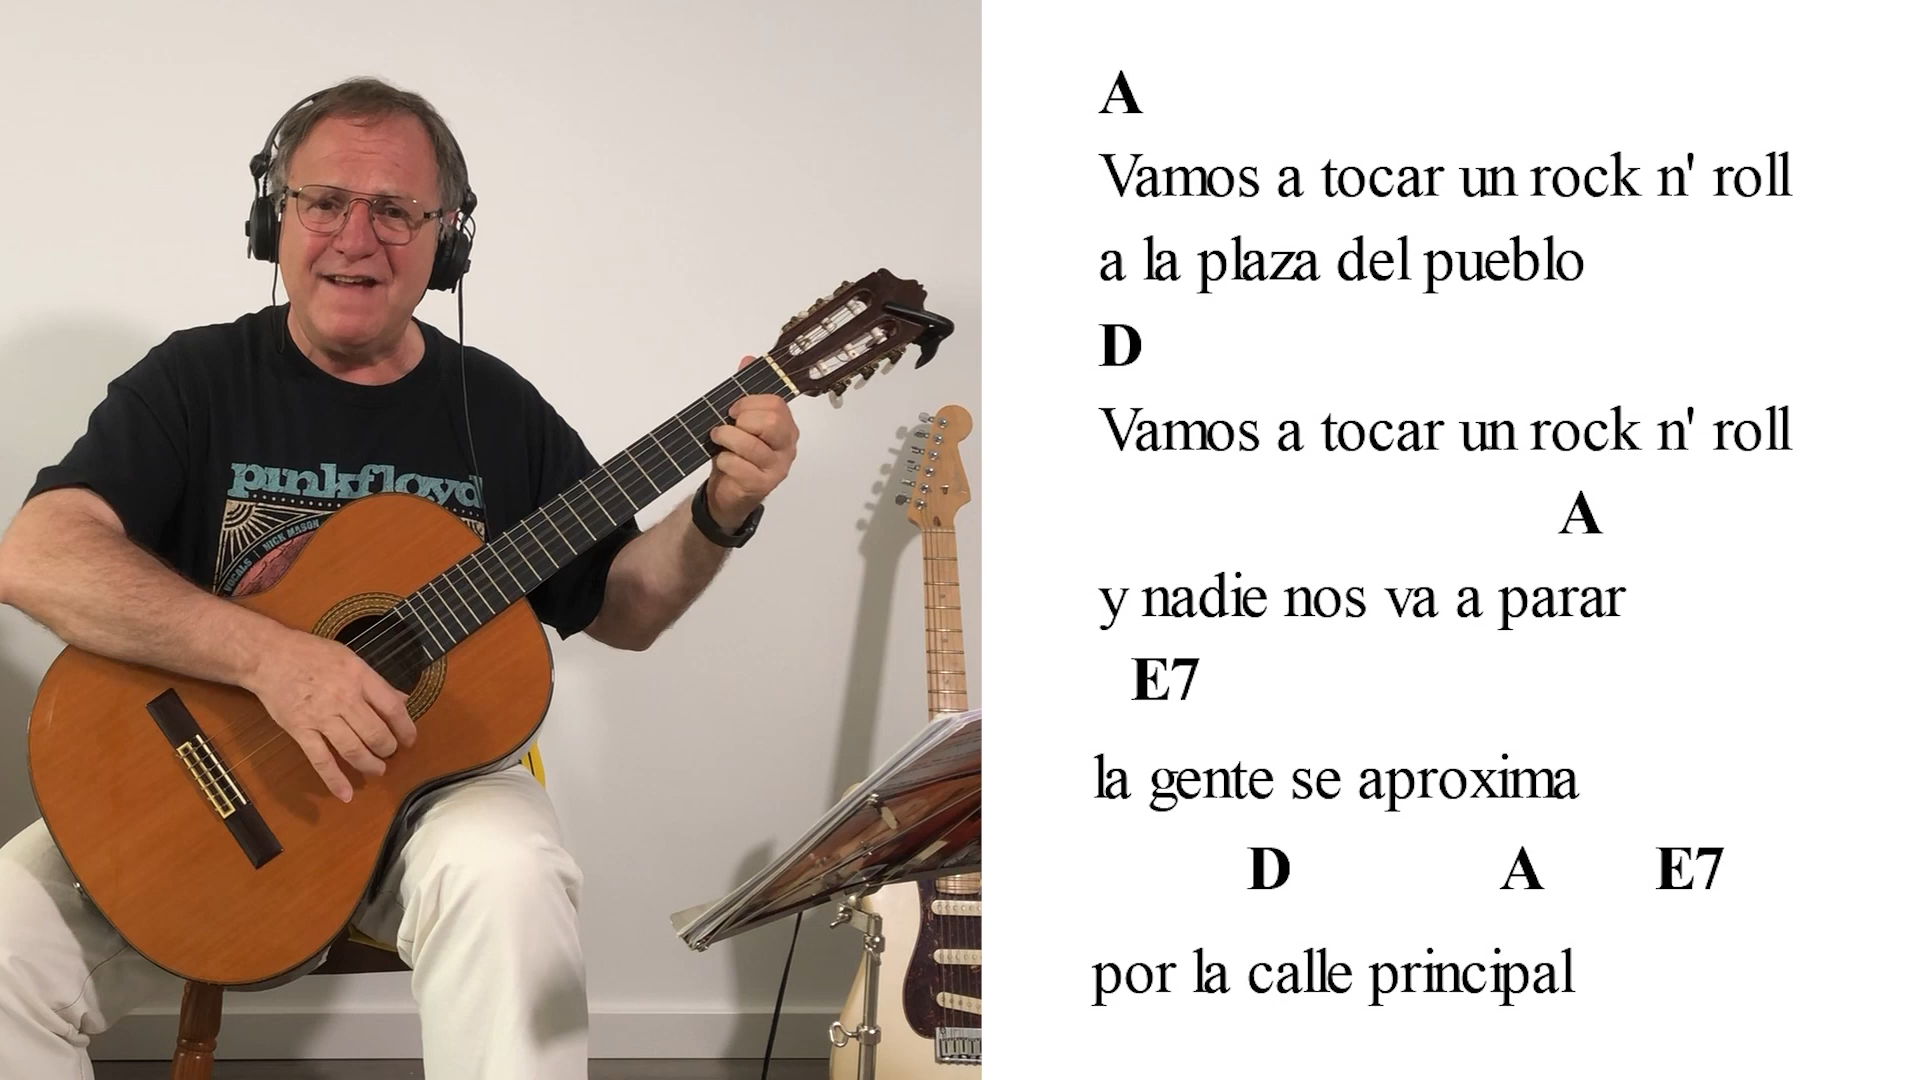 A
Vamos a tocar un rock n' roll
a la plaza del pueblo
D
Vamos a tocar un rock n' roll
A
y nadie nos va a parar
E7
la gente se aproxima
D A E7
por la calle principal
pinkfloyd
NICK MASON
VOCALS